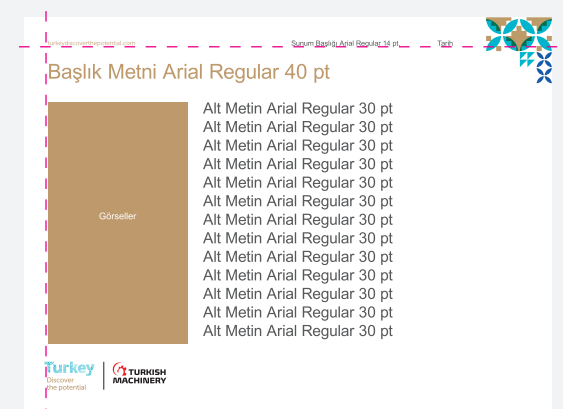 turkeydiscoverthepotential.com Sunum Başlığı Arial Regular 14 pt Tarih
Başlık Metni Arial Regular 40 pt
Görseller
Alt Metin Arial Regular 30 pt
Alt Metin Arial Regular 30 pt
Alt Metin Arial Regular 30 pt
Alt Metin Arial Regular 30 pt
Alt Metin Arial Regular 30 pt
Alt Metin Arial Regular 30 pt
Alt Metin Arial Regular 30 pt
Alt Metin Arial Regular 30 pt
Alt Metin Arial Regular 30 pt
Alt Metin Arial Regular 30 pt
Alt Metin Arial Regular 30 pt
Alt Metin Arial Regular 30 pt
Alt Metin Arial Regular 30 pt
Turkey
Discover
the potential
TURKISH
MACHINERY